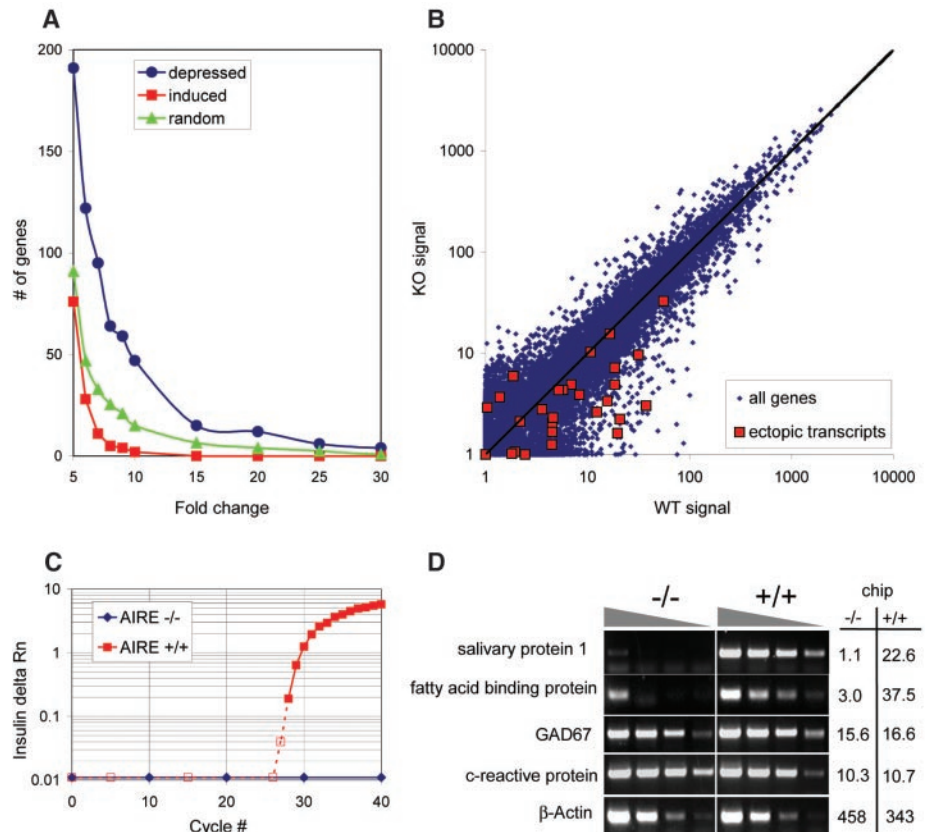 A
200
150
100
50
0
# of genes
depressed
induced
random
5 10 15 20 25 30
Fold change
B
10000
1000
100
10
1
KO signal
all genes
ectopic transcripts
1 10 100 1000 10000
WT signal
C
10
1
0.1
0.01
Insulin delta Rn
AIRE -/-
AIRE +/+
0 10 20 30 40
Cycle #
D
-/- +/+ chip
-/- +/+
salivary protein 1 1.1 22.6
fatty acid binding protein 3.0 37.5
GAD67 15.6 16.6
c-reactive protein 10.3 10.7
β-Actin 458 343